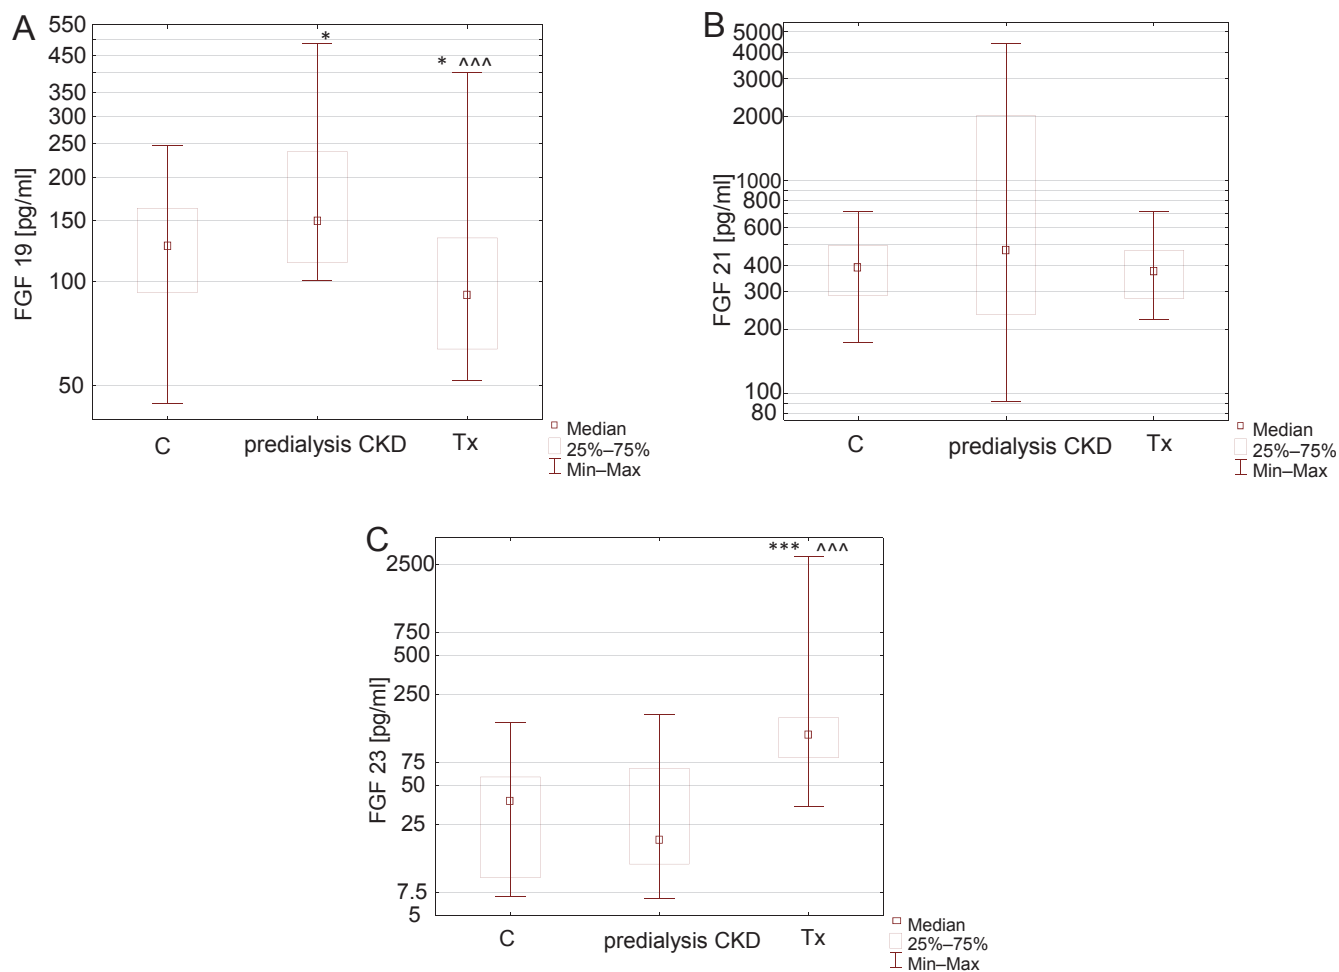 A
FGF 19 [pg/ml]
550
450
350
300
250
200
150
100
50
*
* ^^^
C
predialysis CKD
Tx
Median
25%–75%
Min–Max
B
FGF 21 [pg/ml]
5000
4000
3000
2000
1000
800
600
400
300
200
100
80
C
predialysis CKD
Tx
Median
25%–75%
Min–Max
C
FGF 23 [pg/ml]
2500
750
500
250
75
50
25
7.5
5
*** ^^^
C
predialysis CKD
Tx
Median
25%–75%
Min–Max